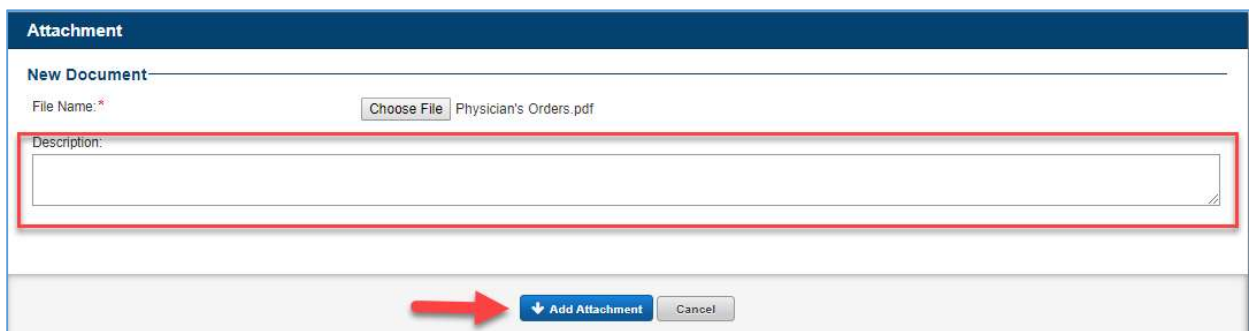 Attachment
New Document
File Name:* Choose File Physician's Orders.pdf
Description:
Add Attachment Cancel